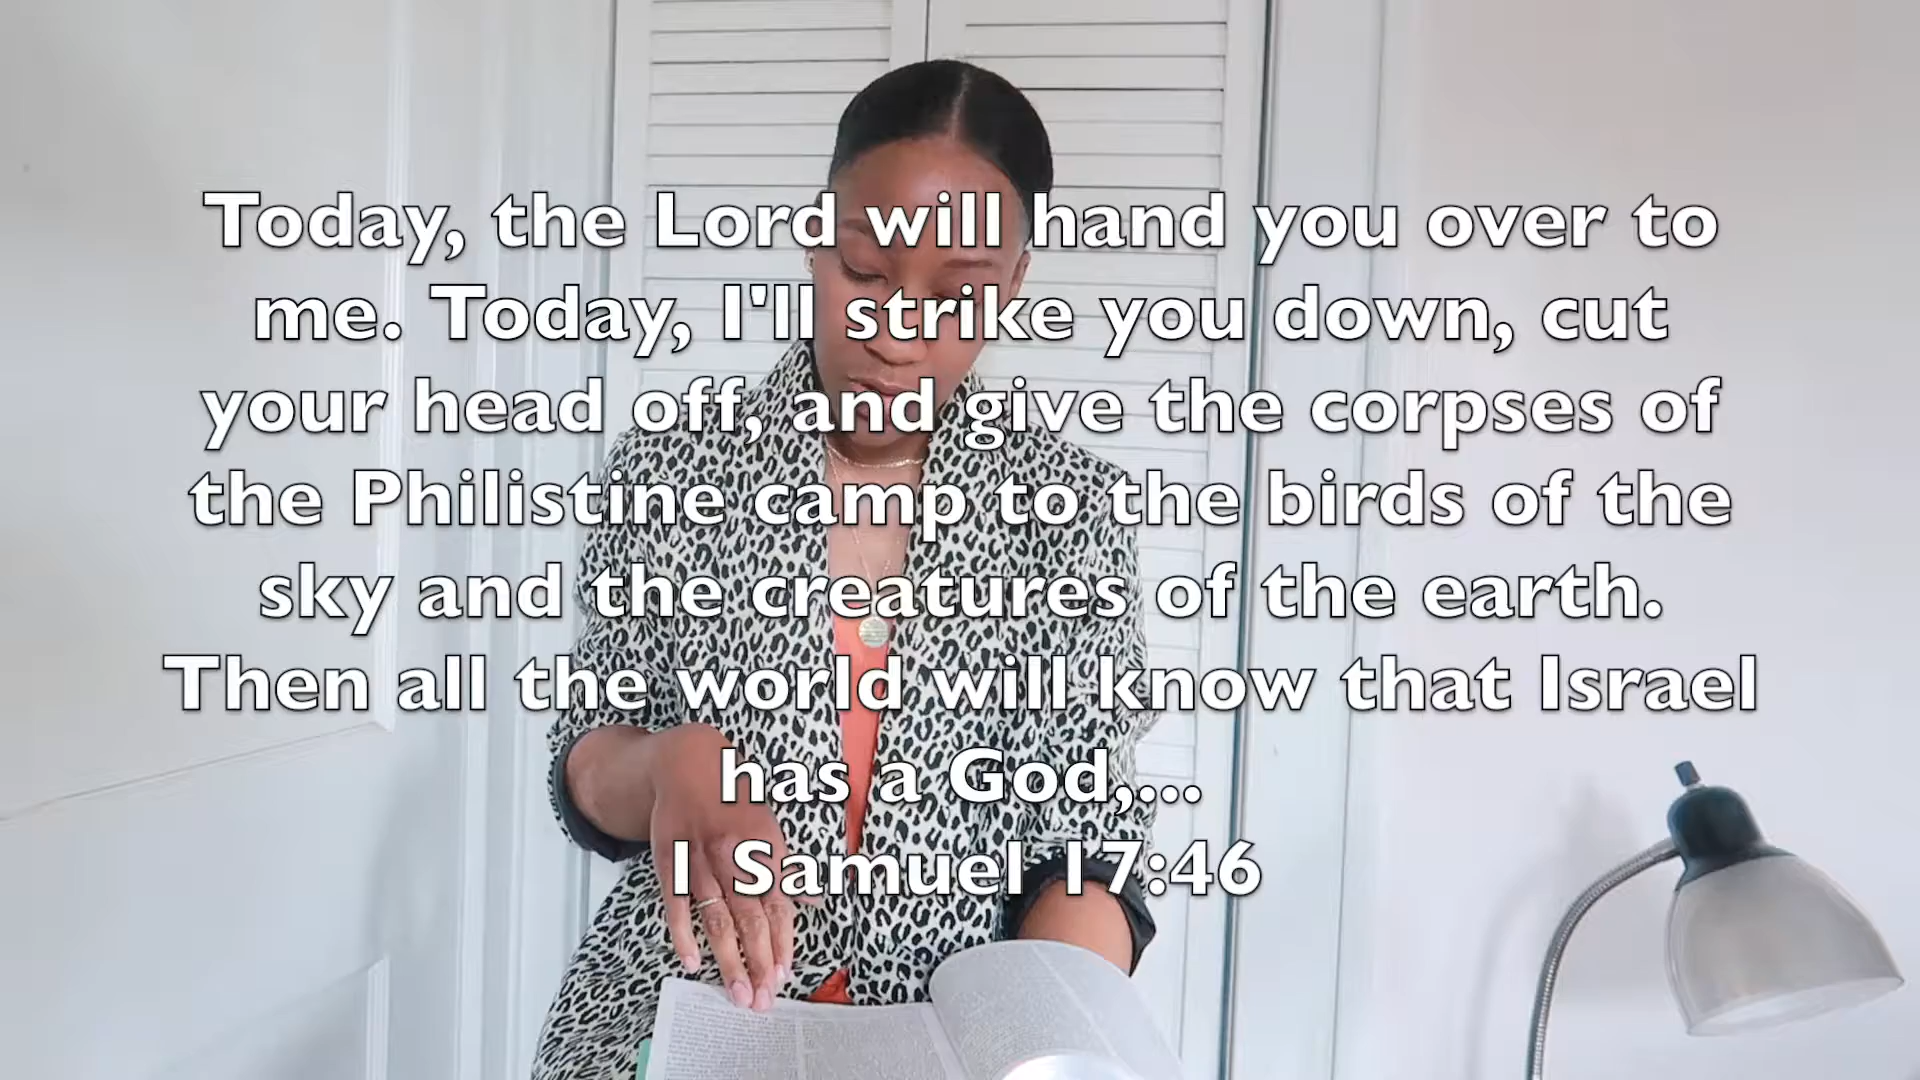 Today, the Lord will hand you over to
me. Today, I'll strike you down, cut
your head off, and give the corpses of
the Philistine camp to the birds of the
sky and the creatures of the earth.
Then all the world will know that Israel
has a God,...
1 Samuel 17:46